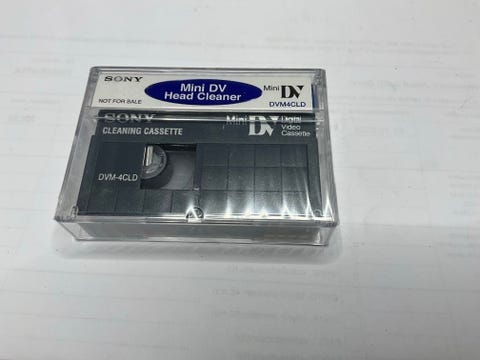 SONY
Mini DV
Head Cleaner
Mini DV
NOT FOR SALE
DVM4CLD
SONY
Mini DV Digital
Video
Cassette
CLEANING CASSETTE
DVM-4CLD